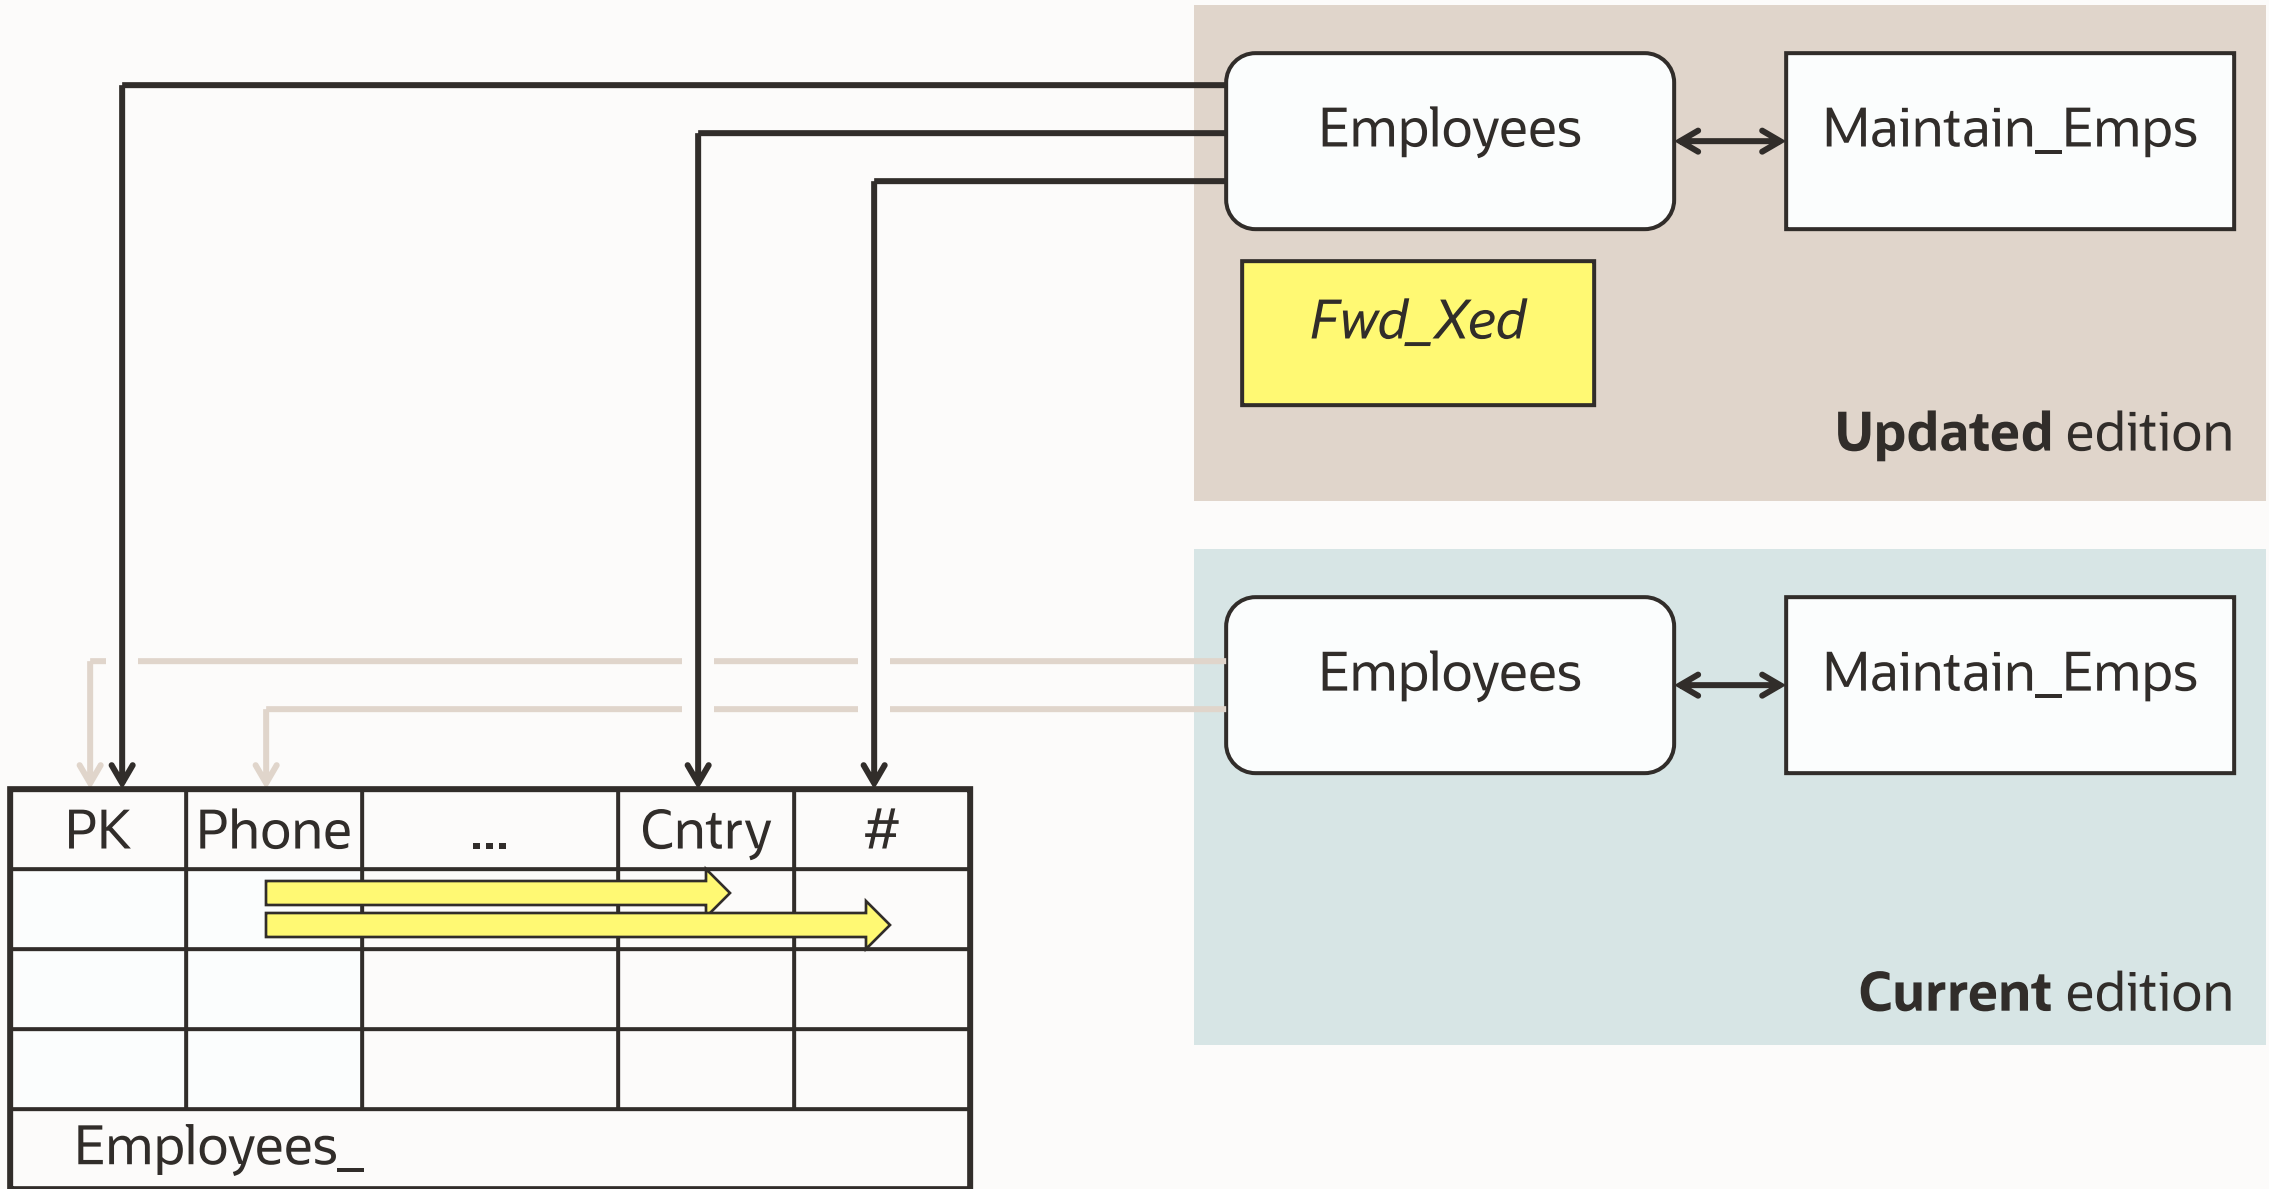 Employees
Maintain_Emps
Fwd_Xed
Updated edition
Employees
Maintain_Emps
Current edition
PK
Phone
...
Cntry
#
Employees_